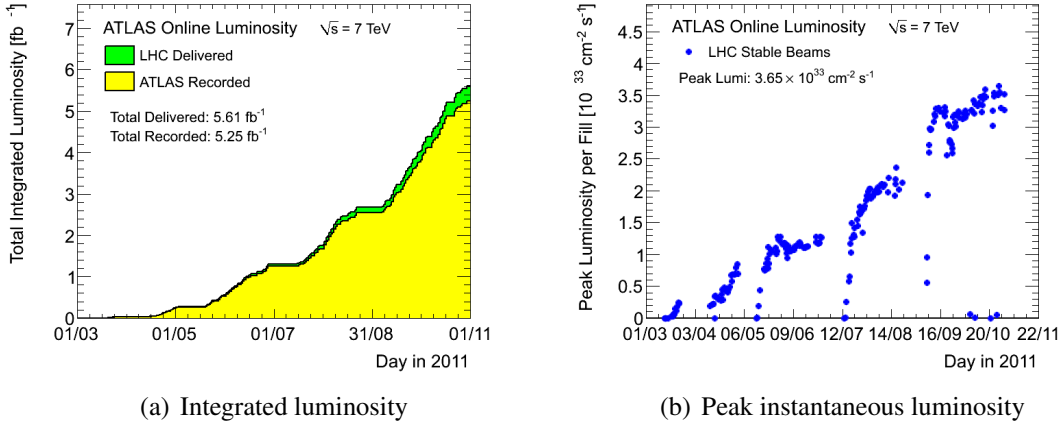 ATLAS Online Luminosity √s = 7 TeV
LHC Delivered
ATLAS Recorded
Total Delivered: 5.61 fb⁻¹
Total Recorded: 5.25 fb⁻¹
Total Integrated Luminosity [fb⁻¹]
7
6
5
4
3
2
1
0
01/03 01/05 01/07 31/08 01/11
Day in 2011
(a) Integrated luminosity
ATLAS Online Luminosity √s = 7 TeV
LHC Stable Beams
Peak Lumi: 3.65 × 10³³ cm⁻² s⁻¹
Peak Luminosity per Fill [10³³ cm⁻² s⁻¹]
4.5
4
3.5
3
2.5
2
1.5
1
0.5
0
01/03 03/04 06/05 09/06 12/07 14/08 16/09 20/10 22/11
Day in 2011
(b) Peak instantaneous luminosity